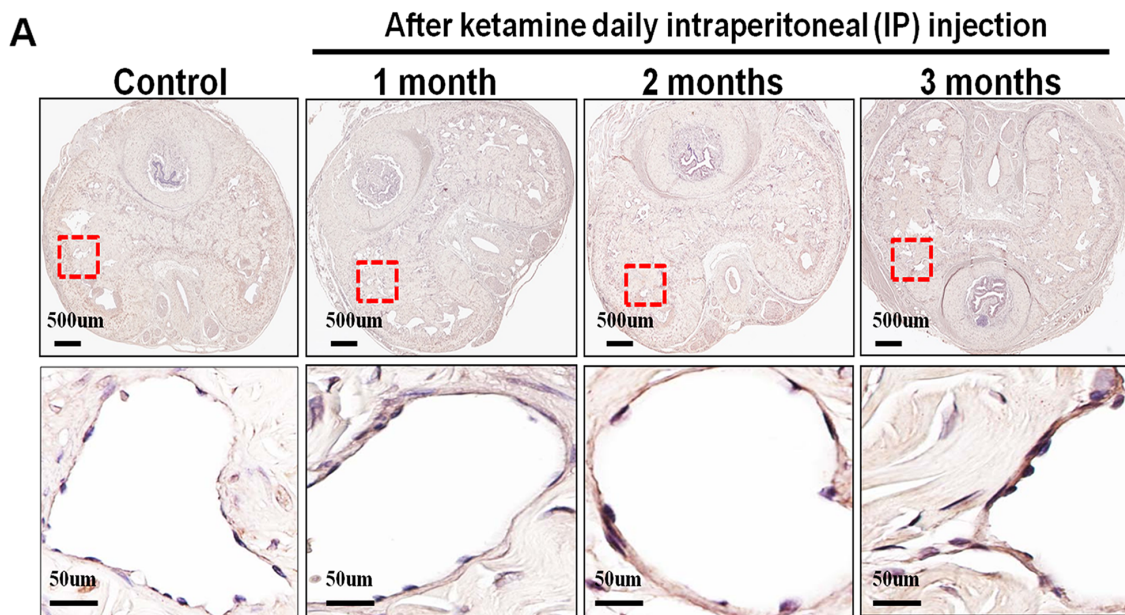 A
After ketamine daily intraperitoneal (IP) injection
Control
1 month
2 months
3 months
500um
500um
500um
500um
50um
50um
50um
50um